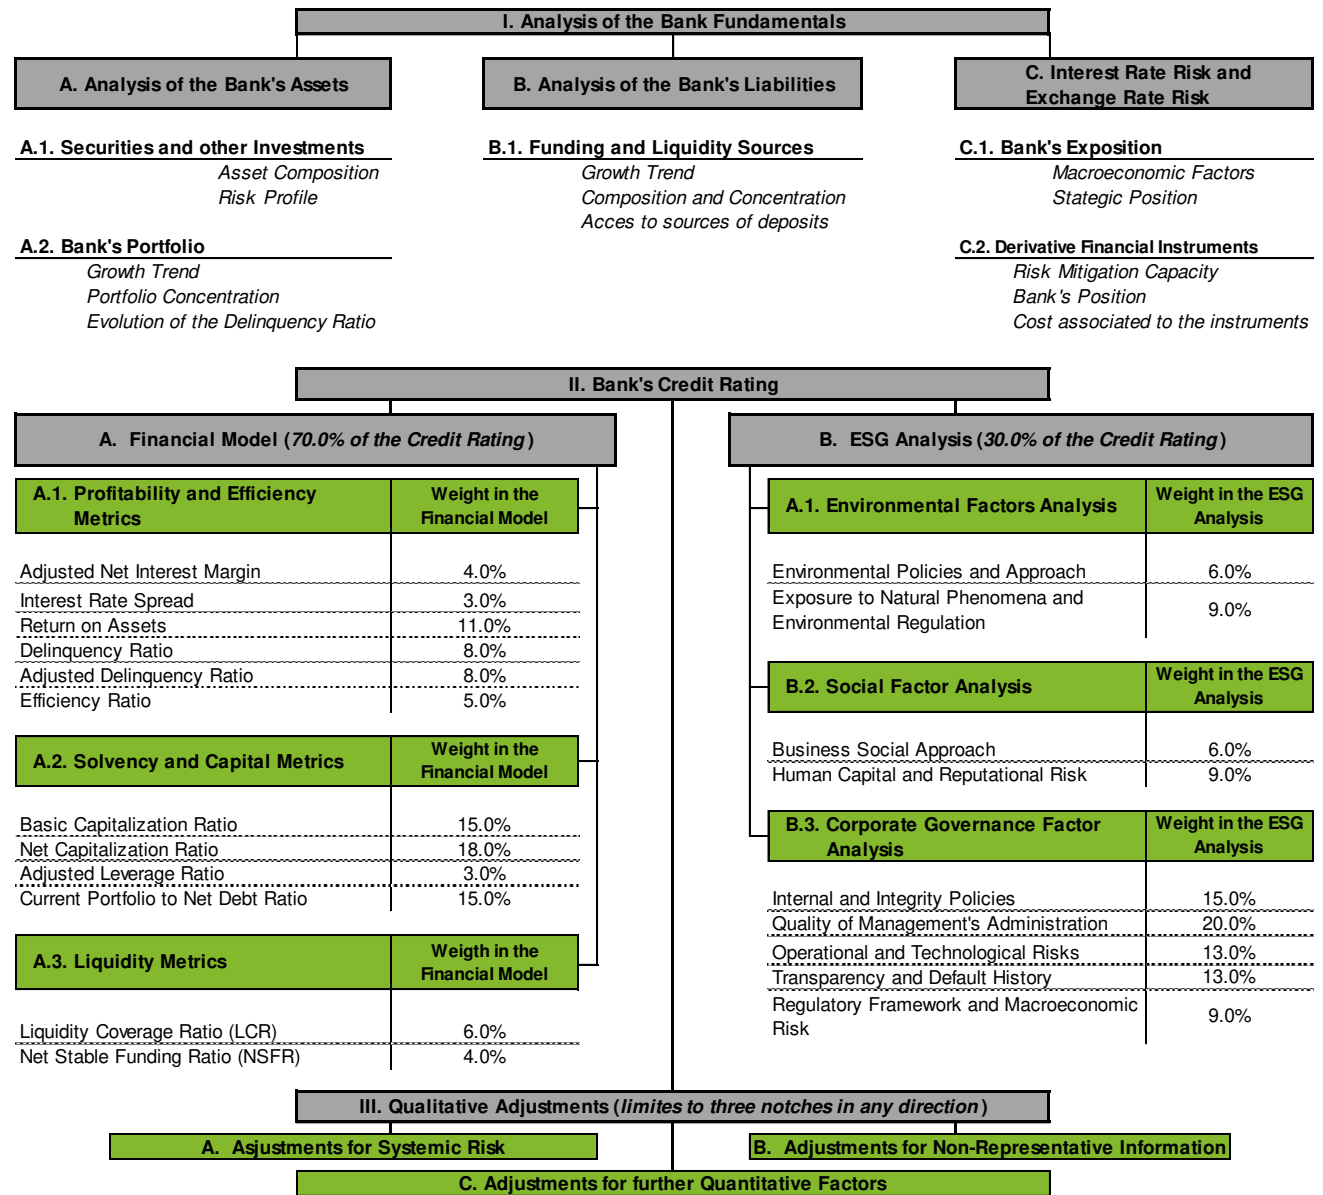 I. Analysis of the Bank Fundamentals
A. Analysis of the Bank's Assets
B. Analysis of the Bank's Liabilities
C. Interest Rate Risk and
Exchange Rate Risk
A.1. Securities and other Investments
Asset Composition
Risk Profile
A.2. Bank's Portfolio
Growth Trend
Portfolio Concentration
Evolution of the Delinquency Ratio
B.1. Funding and Liquidity Sources
Growth Trend
Composition and Concentration
Acces to sources of deposits
C.1. Bank's Exposition
Macroeconomic Factors
Stategic Position
C.2. Derivative Financial Instruments
Risk Mitigation Capacity
Bank's Position
Cost associated to the instruments
II. Bank's Credit Rating
A. Financial Model (70.0% of the Credit Rating)
A.1. Profitability and Efficiency
Metrics
Weight in the
Financial Model
Adjusted Net Interest Margin 4.0%
Interest Rate Spread 3.0%
Return on Assets 11.0%
Delinquency Ratio 8.0%
Adjusted Delinquency Ratio 8.0%
Efficiency Ratio 5.0%
A.2. Solvency and Capital Metrics
Weight in the
Financial Model
Basic Capitalization Ratio 15.0%
Net Capitalization Ratio 18.0%
Adjusted Leverage Ratio 3.0%
Current Portfolio to Net Debt Ratio 15.0%
A.3. Liquidity Metrics
Weigth in the
Financial Model
Liquidity Coverage Ratio (LCR) 6.0%
Net Stable Funding Ratio (NSFR) 4.0%
B. ESG Analysis (30.0% of the Credit Rating)
A.1. Environmental Factors Analysis
Weight in the ESG
Analysis
Environmental Policies and Approach 6.0%
Exposure to Natural Phenomena and
Environmental Regulation 9.0%
B.2. Social Factor Analysis
Weight in the ESG
Analysis
Business Social Approach 6.0%
Human Capital and Reputational Risk 9.0%
B.3. Corporate Governance Factor
Analysis
Weight in the ESG
Analysis
Internal and Integrity Policies 15.0%
Quality of Management's Administration 20.0%
Operational and Technological Risks 13.0%
Transparency and Default History 13.0%
Regulatory Framework and Macroeconomic
Risk 9.0%
III. Qualitative Adjustments (limites to three notches in any direction)
A. Asjustments for Systemic Risk
B. Adjustments for Non-Representative Information
C. Adjustments for further Quantitative Factors